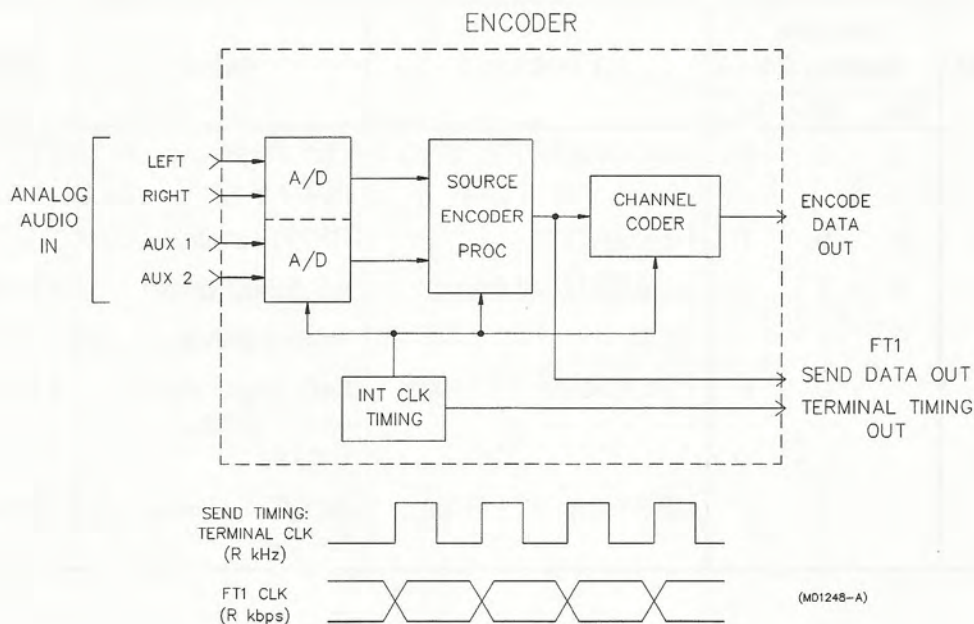 ENCODER
ANALOG
AUDIO
IN
LEFT
RIGHT
AUX 1
AUX 2
A/D
A/D
SOURCE
ENCODER
PROC
CHANNEL
CODER
ENCODE
DATA
OUT
INT CLK
TIMING
FT1
SEND DATA OUT
TERMINAL TIMING
OUT
SEND TIMING:
TERMINAL CLK
(R kHz)
FT1 CLK
(R kbps)
(MD1248-A)